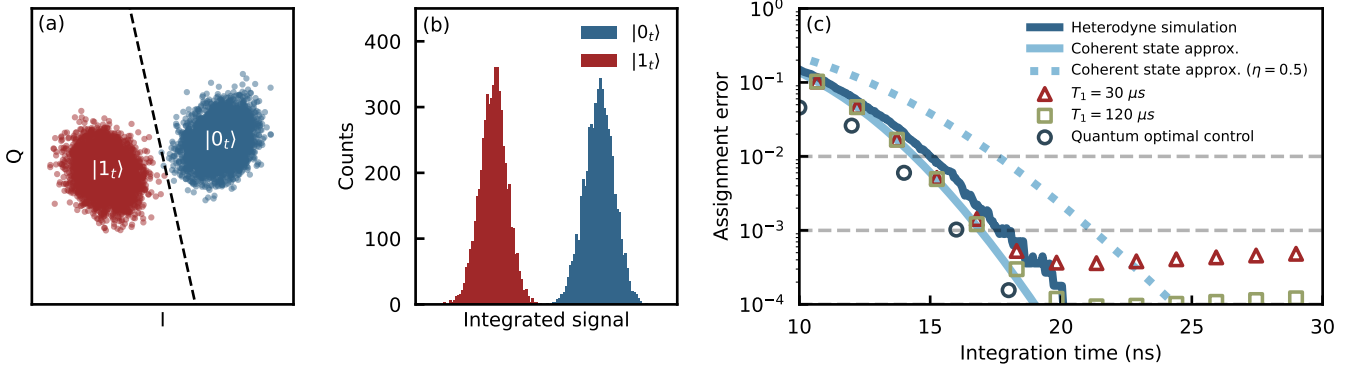 (a)
|0ₜ⟩
|1ₜ⟩
Q
I
(b)
|0ₜ⟩
|1ₜ⟩
400
300
200
100
0
Counts
Integrated signal
(c)
Heterodyne simulation
Coherent state approx.
Coherent state approx. (η = 0.5)
T₁ = 30 μs
T₁ = 120 μs
Quantum optimal control
10⁰
10⁻¹
10⁻²
10⁻³
10⁻⁴
Assignment error
10 15 20 25 30
Integration time (ns)